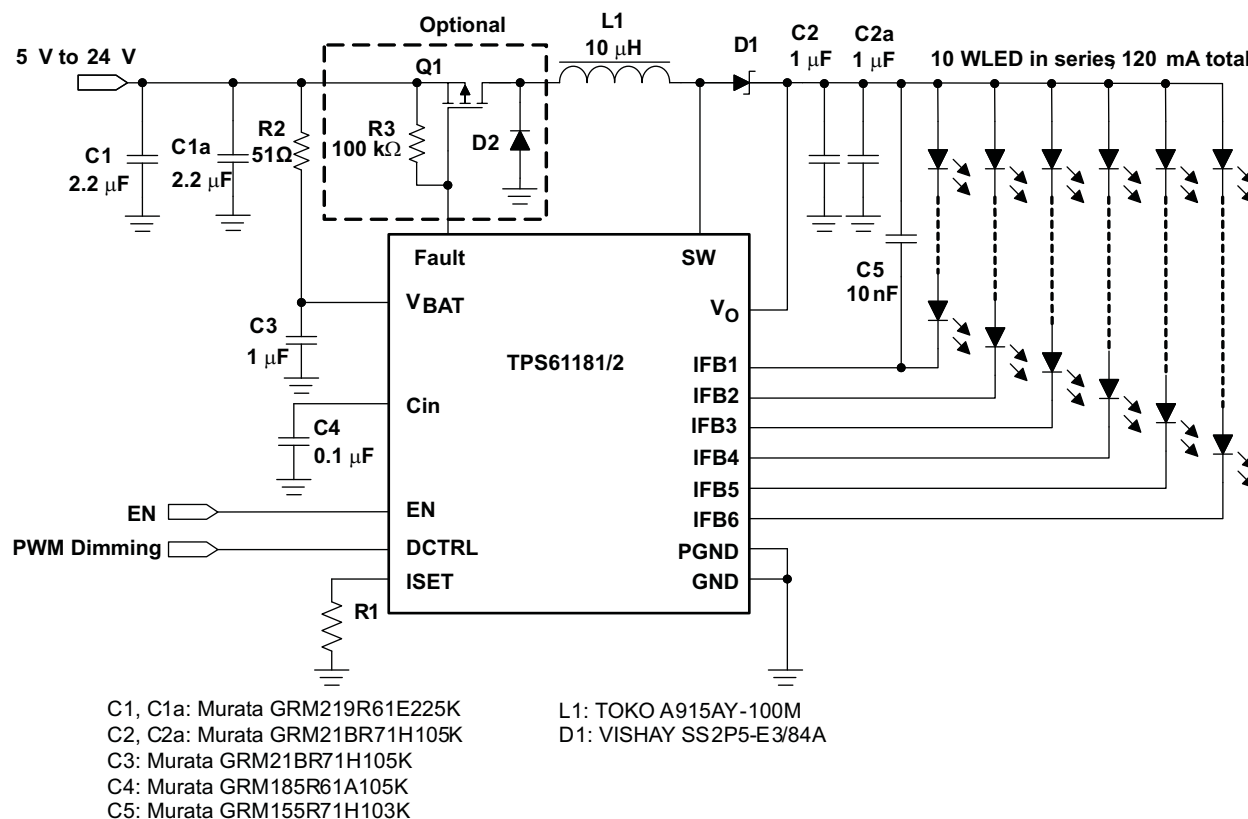 Optional
L1
10 μH
5 V to 24 V
Q1
D1
C2
1 μF
C2a
1 μF
10 WLED in series, 120 mA total
C1
2.2 μF
C1a
2.2 μF
R2
51Ω
R3
100 kΩ
D2
Fault
SW
C5
10 nF
VBAT
VO
C3
1 μF
TPS61181/2
IFB1
IFB2
Cin
IFB3
C4
0.1 μF
IFB4
IFB5
EN
EN
IFB6
PWM Dimming
DCTRL
PGND
ISET
GND
R1
C1, C1a: Murata GRM219R61E225K
C2, C2a: Murata GRM21BR71H105K
C3: Murata GRM21BR71H105K
C4: Murata GRM185R61A105K
C5: Murata GRM155R71H103K
L1: TOKO A915AY-100M
D1: VISHAY SS2P5-E3/84A